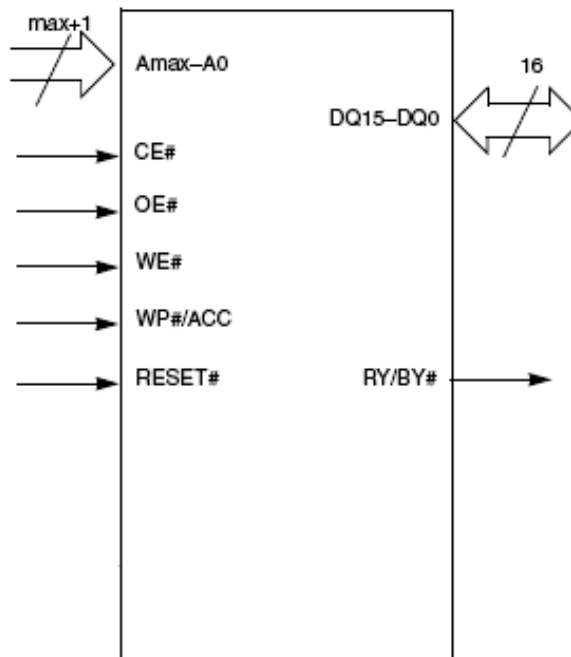 max+1
Amax–A0
16
DQ15–DQ0
CE#
OE#
WE#
WP#/ACC
RESET#
RY/BY#